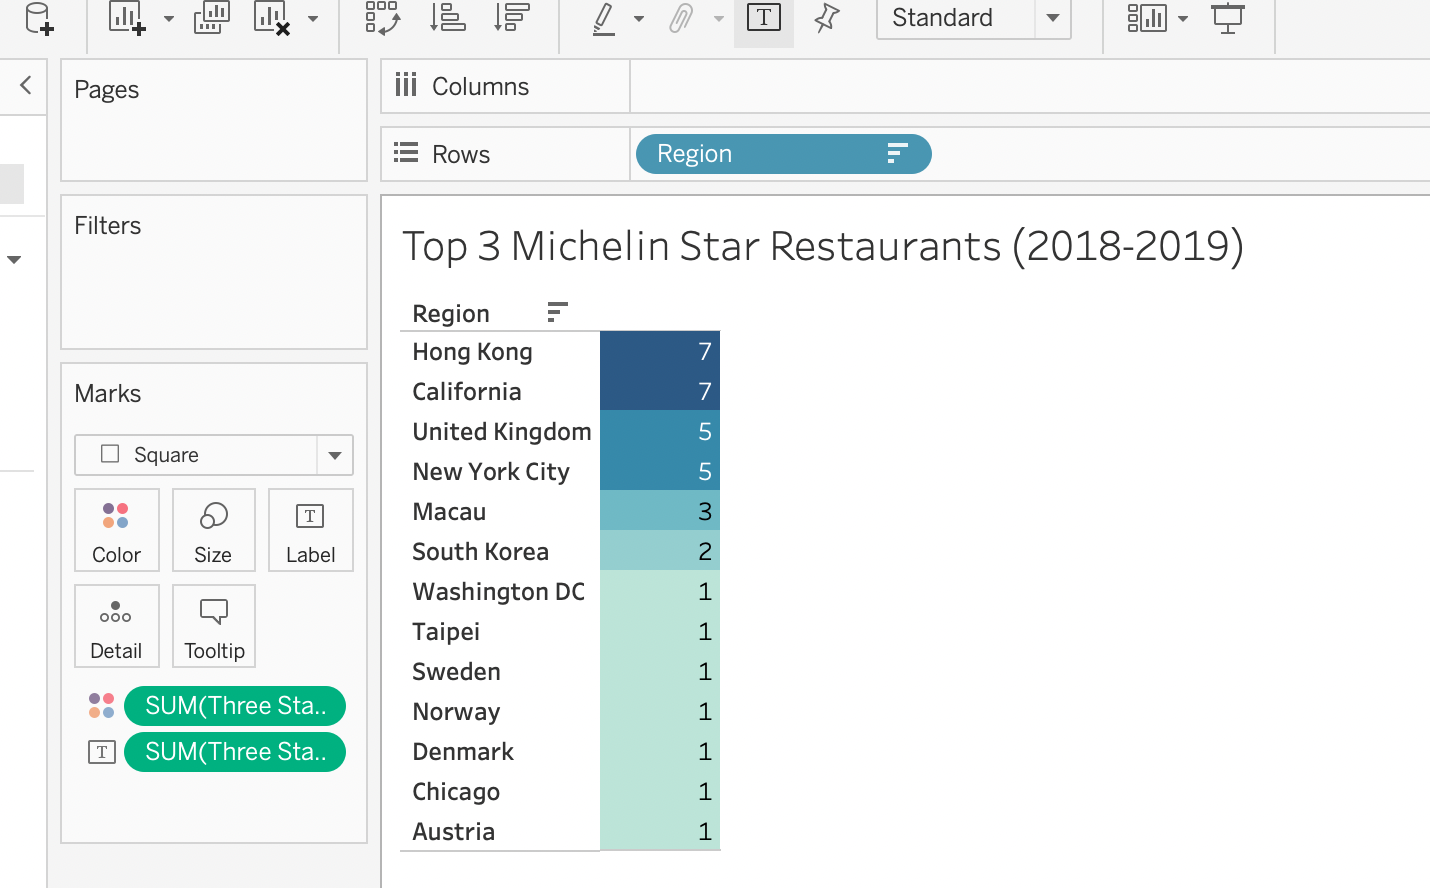 T
Standard
Pages
Columns
Rows
Region
Filters
Top 3 Michelin Star Restaurants (2018-2019)
Region
Hong Kong 7
California 7
United Kingdom 5
New York City 5
Macau 3
South Korea 2
Washington DC 1
Taipei 1
Sweden 1
Norway 1
Denmark 1
Chicago 1
Austria 1
Marks
Square
T
Color Size Label
Detail Tooltip
SUM(Three Sta..
T SUM(Three Sta..